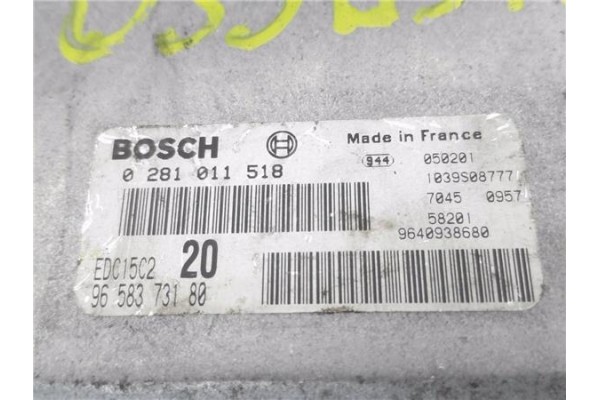 BOSCH Made in France
0 281 011 518 944 050201
1039S08777
7045 0957
58201
EDC15C2 20 9640938680
96 583 731 80